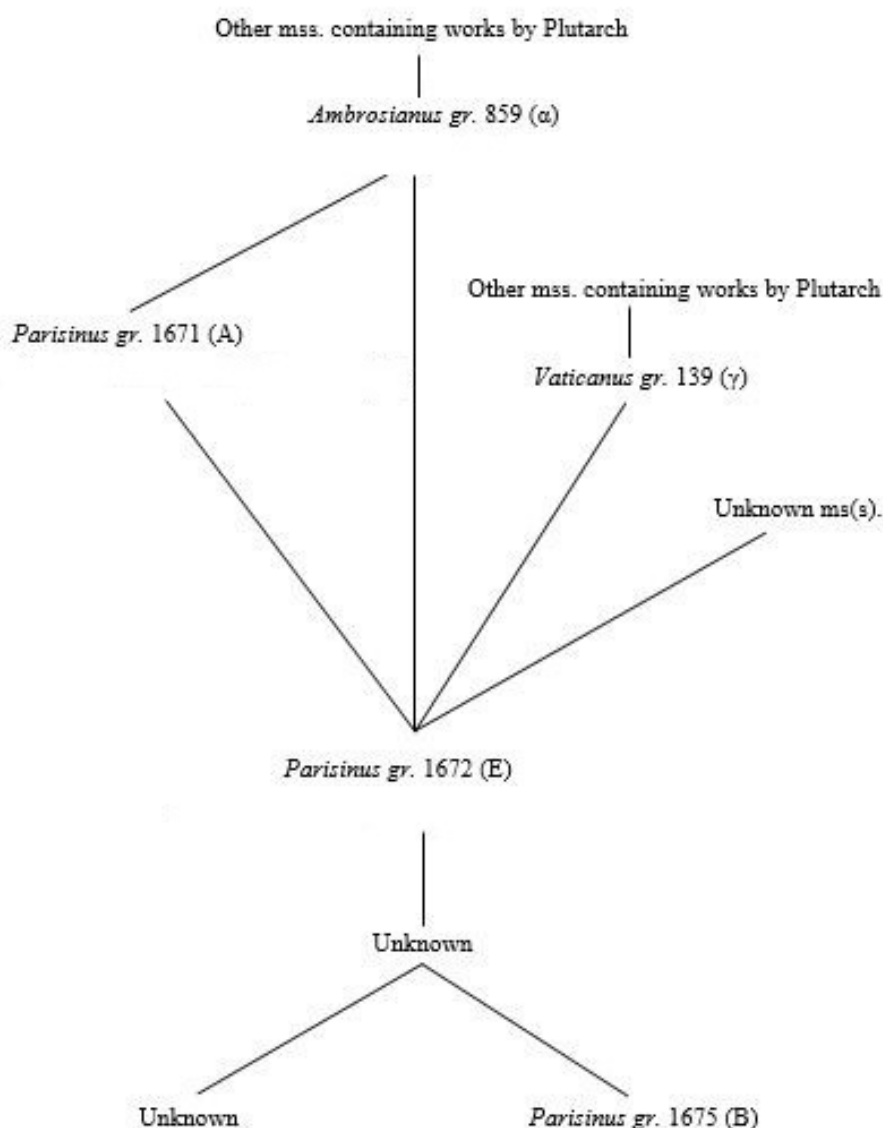 Other mss. containing works by Plutarch
Ambrosianus gr. 859 (α)
Other mss. containing works by Plutarch
Parisinus gr. 1671 (A)
Vaticanus gr. 139 (γ)
Unknown ms(s).
Parisinus gr. 1672 (E)
Unknown
Unknown
Parisinus gr. 1675 (B)